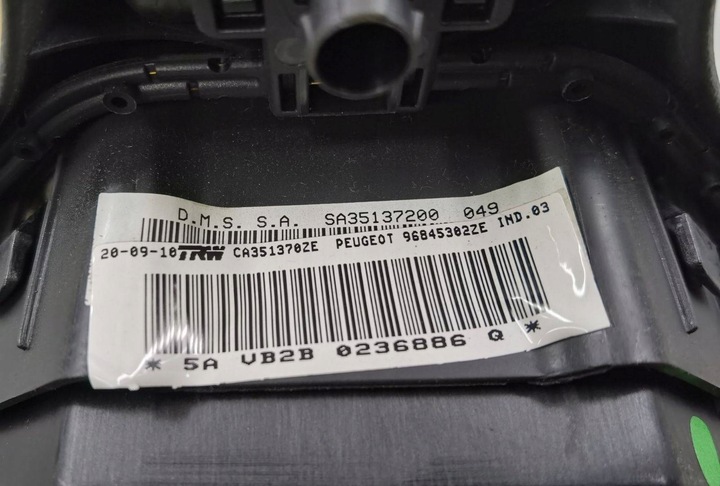 D.M.S. S.A. SA35137200 049
20-09-10 TRW CA351370ZE PEUGEOT 96845302ZE IND.03
* 5A VB2B 0236886 Q *